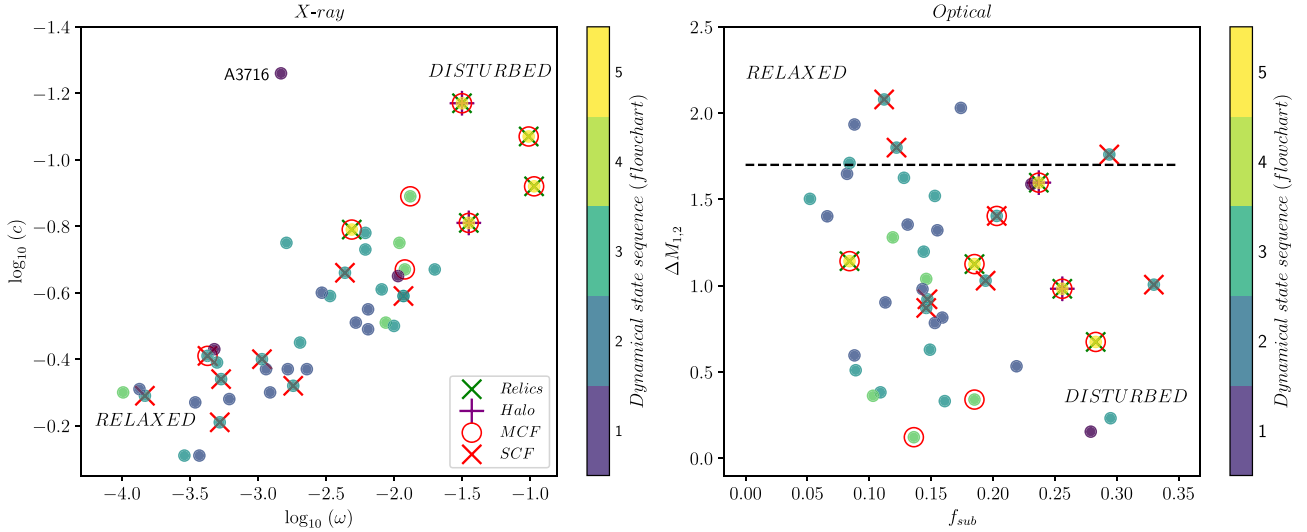 X-ray
−1.4
−1.2
−1.0
−0.8
−0.6
−0.4
−0.2
log10 (c)
A3716
DISTURBED
RELAXED
Relics
Halo
MCF
SCF
−4.0 −3.5 −3.0 −2.5 −2.0 −1.5 −1.0
log10 (ω)
5
4
3
2
1
Dynamical state sequence (flowchart)
Optical
2.5
2.0
1.5
1.0
0.5
0.0
ΔM1,2
RELAXED
DISTURBED
0.00 0.05 0.10 0.15 0.20 0.25 0.30 0.35
fsub
5
4
3
2
1
Dynamical state sequence (flowchart)